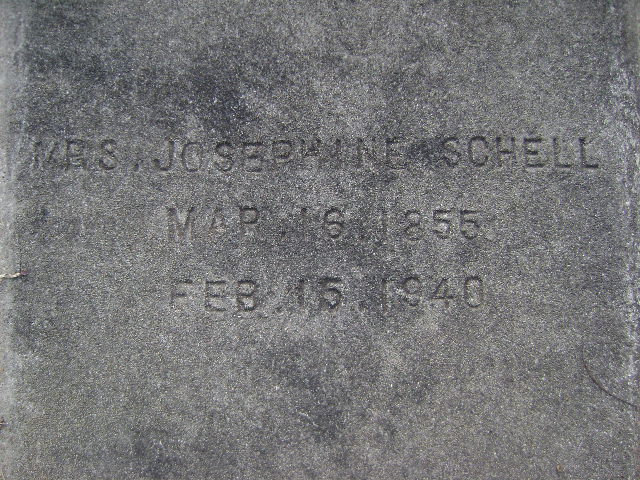 MRS. JOSEPHINE SCHELL
MAR. 16. 1855
FEB. 15. 1940